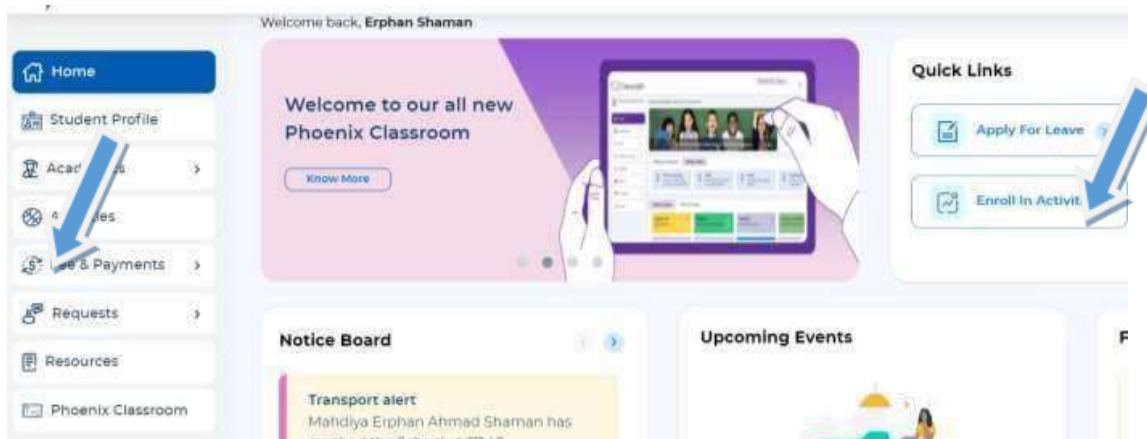 Welcome back, Erphan Shaman
Home
Student Profile
Activities
Fee & Payments
Requests
Resources
Phoenix Classroom
Welcome to our all new
Phoenix Classroom
Know More
Quick Links
Apply For Leave
Enroll In
Notice Board
Transport alert
Mahdiya Erphan Ahmad Shaman has
Upcoming Events